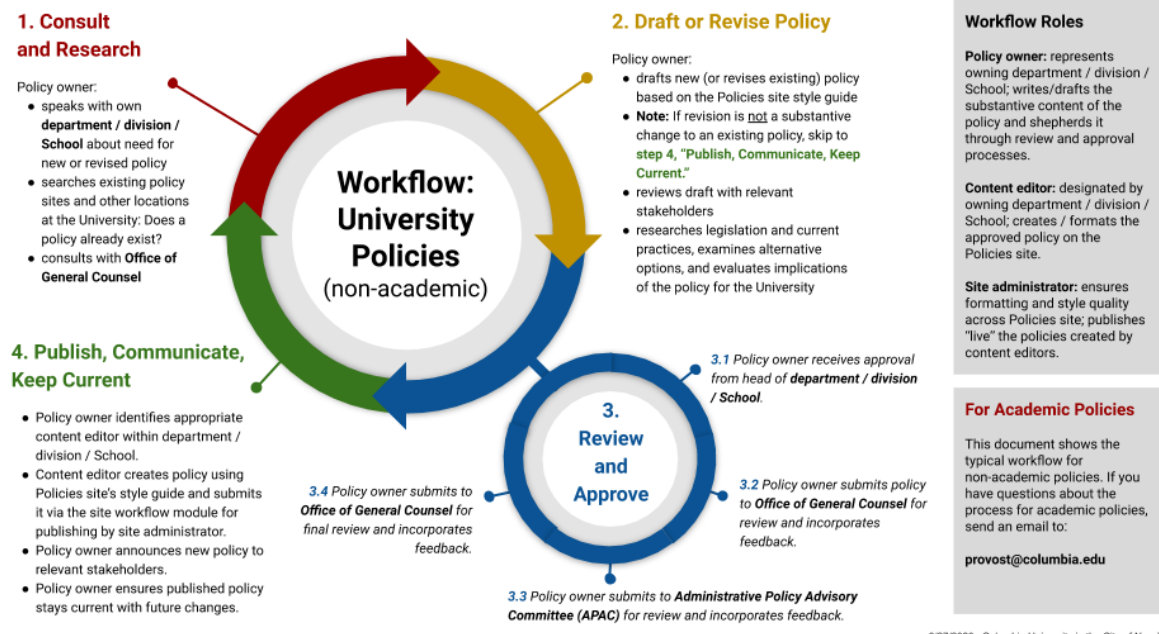 1. Consult
and Research
Policy owner:
● speaks with own
department / division /
School about need for
new or revised policy
● searches existing policy
sites and other locations
at the University: Does a
policy already exist?
● consults with Office of
General Counsel
2. Draft or Revise Policy
Policy owner:
● drafts new (or revises existing) policy
based on the Policies site style guide
● Note: If revision is not a substantive
change to an existing policy, skip to
step 4, “Publish, Communicate, Keep
Current.”
● reviews draft with relevant
stakeholders
● researches legislation and current
practices, examines alternative
options, and evaluates implications
of the policy for the University
Workflow:
University
Policies
(non-academic)
3.
Review
and
Approve
3.1 Policy owner receives approval
from head of department / division
/ School.
3.2 Policy owner submits policy
to Office of General Counsel for
review and incorporates
feedback.
3.3 Policy owner submits to Administrative Policy Advisory
Committee (APAC) for review and incorporates feedback.
3.4 Policy owner submits to
Office of General Counsel for
final review and incorporates
feedback.
4. Publish, Communicate,
Keep Current
● Policy owner identifies appropriate
content editor within department /
division / School.
● Content editor creates policy using
Policies site's style guide and submits
it via the site workflow module for
publishing by site administrator.
● Policy owner announces new policy to
relevant stakeholders.
● Policy owner ensures published policy
stays current with future changes.
Workflow Roles
Policy owner: represents
owning department / division /
School; writes/drafts the
substantive content of the
policy and shepherds it
through review and approval
processes.
Content editor: designated by
owning department / division /
School; creates / formats the
approved policy on the
Policies site.
Site administrator: ensures
formatting and style quality
across Policies site; publishes
“live” the policies created by
content editors.
For Academic Policies
This document shows the
typical workflow for
non-academic policies. If you
have questions about the
process for academic policies,
send an email to:
provost@columbia.edu